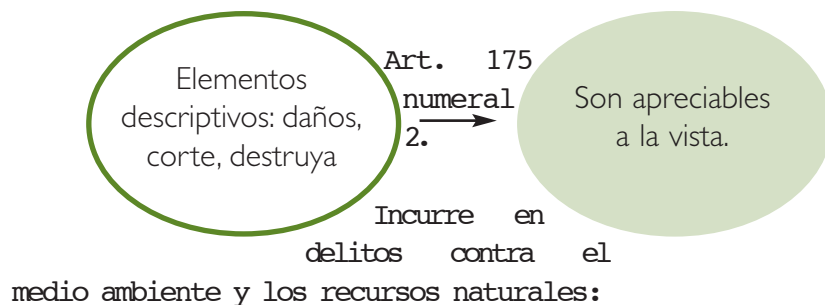 Elementos
descriptivos: daños,
corte, destruya
Art. 175
numeral
2.
Son apreciables
a la vista.
Incurre en
delitos contra el
medio ambiente y los recursos naturales: